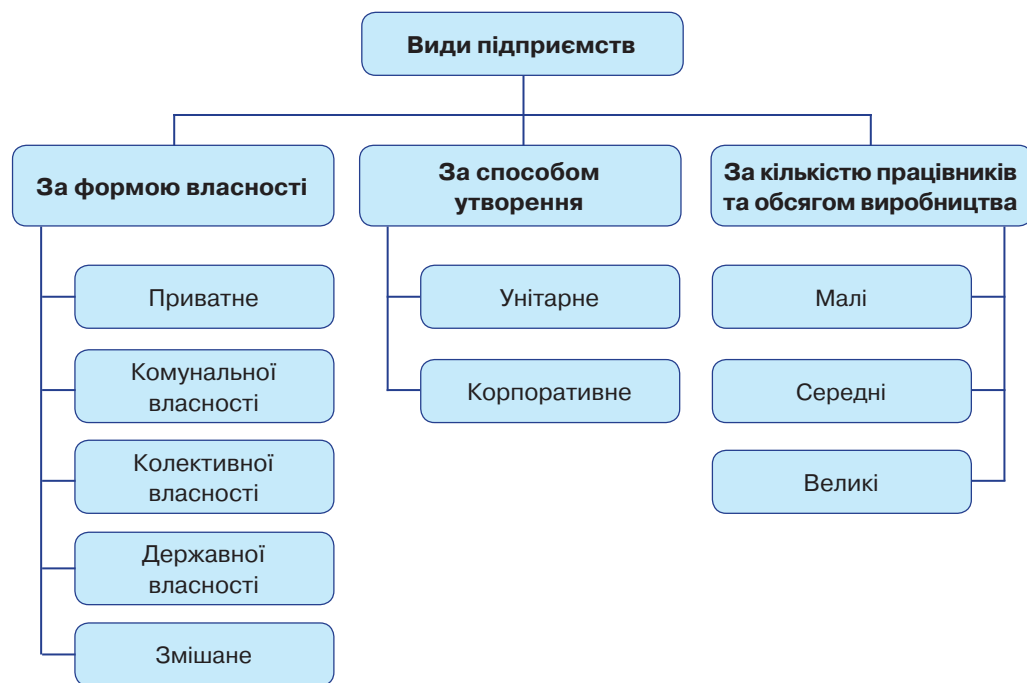 Види підприємств
За формою власності
Приватне
Комунальної
власності
Колективної
власності
Державної
власності
Змішане
За способом
утворення
Унітарне
Корпоративне
За кількістю працівників
та обсягом виробництва
Малі
Середні
Великі